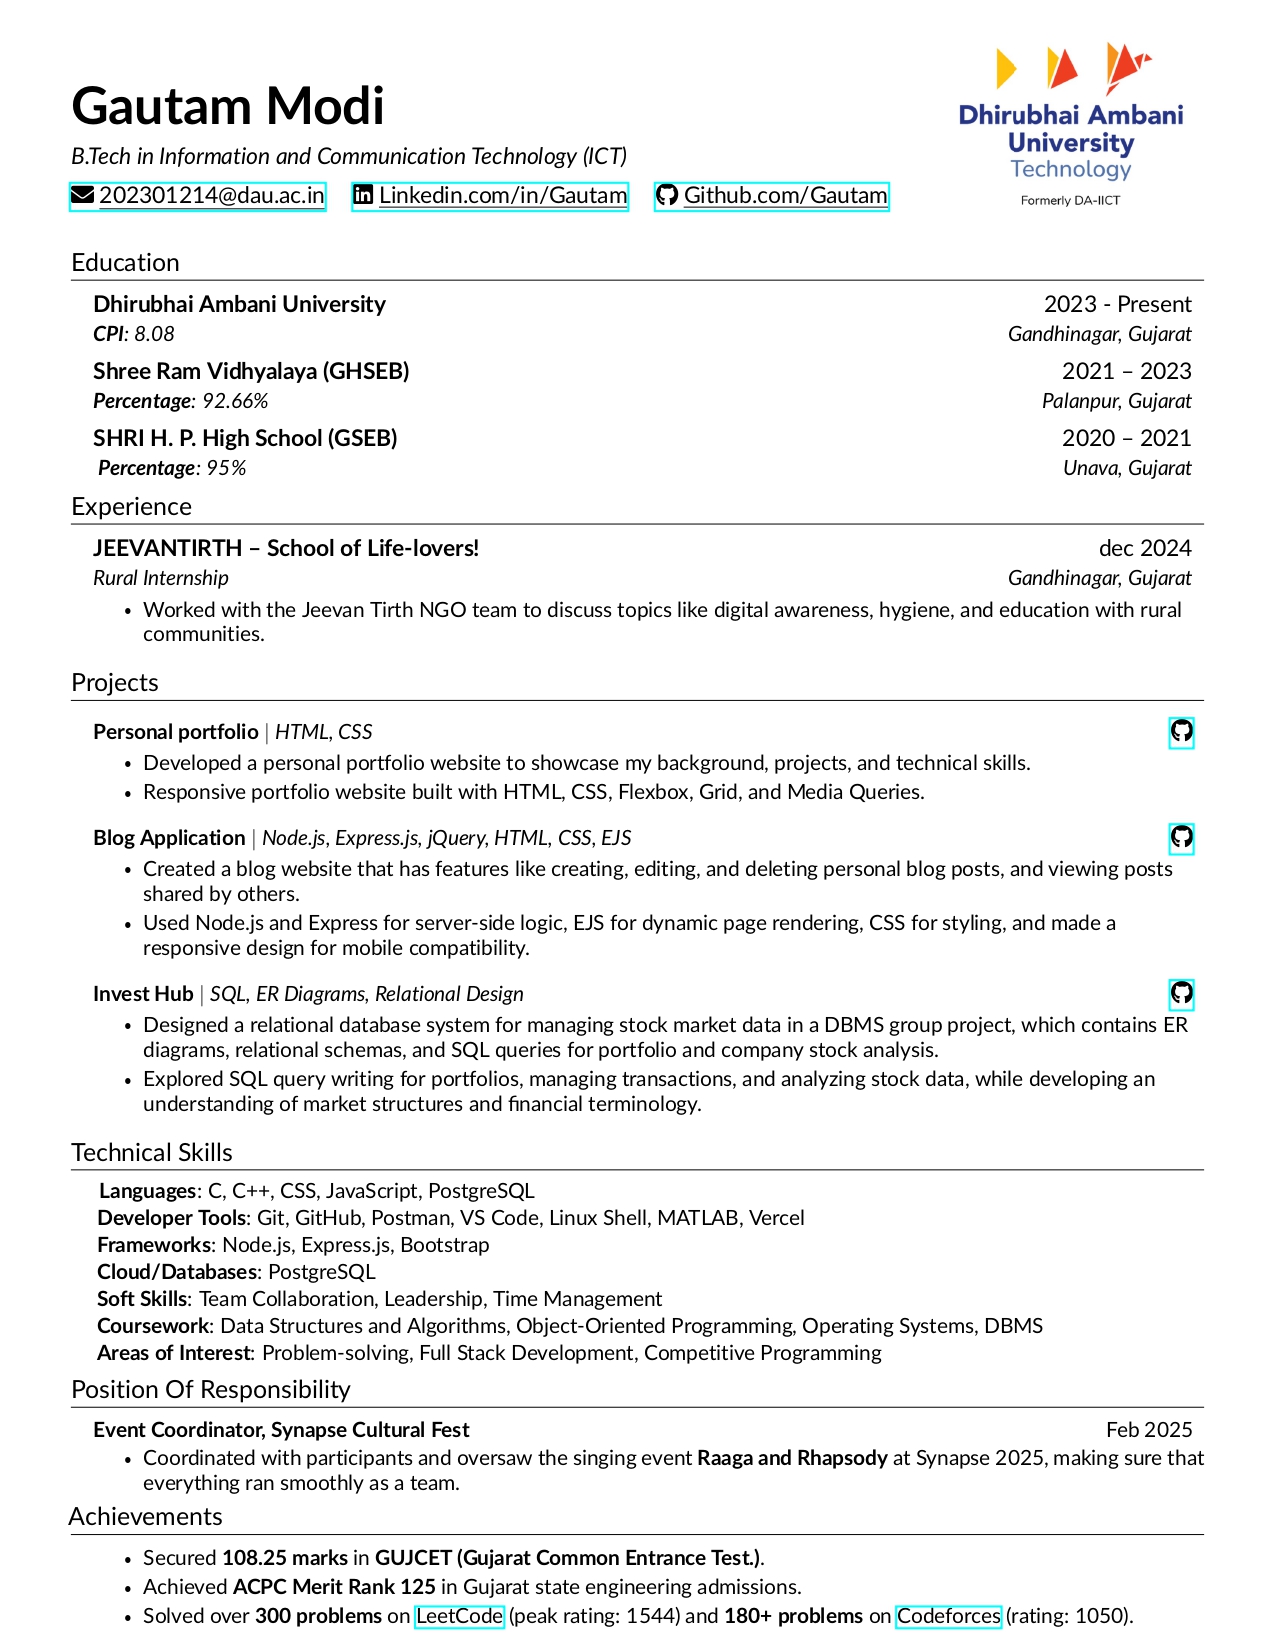 Gautam Modi
B.Tech in Information and Communication Technology (ICT)
202301214@dau.ac.in Linkedin.com/in/Gautam Github.com/Gautam
Dhirubhai Ambani
University
Technology
Formerly DA-IICT
Education
Dhirubhai Ambani University 2023 - Present
CPI: 8.08 Gandhinagar, Gujarat
Shree Ram Vidhyalaya (GHSEB) 2021 – 2023
Percentage: 92.66% Palanpur, Gujarat
SHRI H. P. High School (GSEB) 2020 – 2021
Percentage: 95% Unava, Gujarat
Experience
JEEVANTIRTH – School of Life-lovers! dec 2024
Rural Internship Gandhinagar, Gujarat
• Worked with the Jeevan Tirth NGO team to discuss topics like digital awareness, hygiene, and education with rural
communities.
Projects
Personal portfolio | HTML, CSS
• Developed a personal portfolio website to showcase my background, projects, and technical skills.
• Responsive portfolio website built with HTML, CSS, Flexbox, Grid, and Media Queries.
Blog Application | Node.js, Express.js, jQuery, HTML, CSS, EJS
• Created a blog website that has features like creating, editing, and deleting personal blog posts, and viewing posts
shared by others.
• Used Node.js and Express for server-side logic, EJS for dynamic page rendering, CSS for styling, and made a
responsive design for mobile compatibility.
Invest Hub | SQL, ER Diagrams, Relational Design
• Designed a relational database system for managing stock market data in a DBMS group project, which contains ER
diagrams, relational schemas, and SQL queries for portfolio and company stock analysis.
• Explored SQL query writing for portfolios, managing transactions, and analyzing stock data, while developing an
understanding of market structures and financial terminology.
Technical Skills
Languages: C, C++, CSS, JavaScript, PostgreSQL
Developer Tools: Git, GitHub, Postman, VS Code, Linux Shell, MATLAB, Vercel
Frameworks: Node.js, Express.js, Bootstrap
Cloud/Databases: PostgreSQL
Soft Skills: Team Collaboration, Leadership, Time Management
Coursework: Data Structures and Algorithms, Object-Oriented Programming, Operating Systems, DBMS
Areas of Interest: Problem-solving, Full Stack Development, Competitive Programming
Position Of Responsibility
Event Coordinator, Synapse Cultural Fest Feb 2025
• Coordinated with participants and oversaw the singing event Raaga and Rhapsody at Synapse 2025, making sure that
everything ran smoothly as a team.
Achievements
• Secured 108.25 marks in GUJCET (Gujarat Common Entrance Test.).
• Achieved ACPC Merit Rank 125 in Gujarat state engineering admissions.
• Solved over 300 problems on LeetCode (peak rating: 1544) and 180+ problems on Codeforces (rating: 1050).